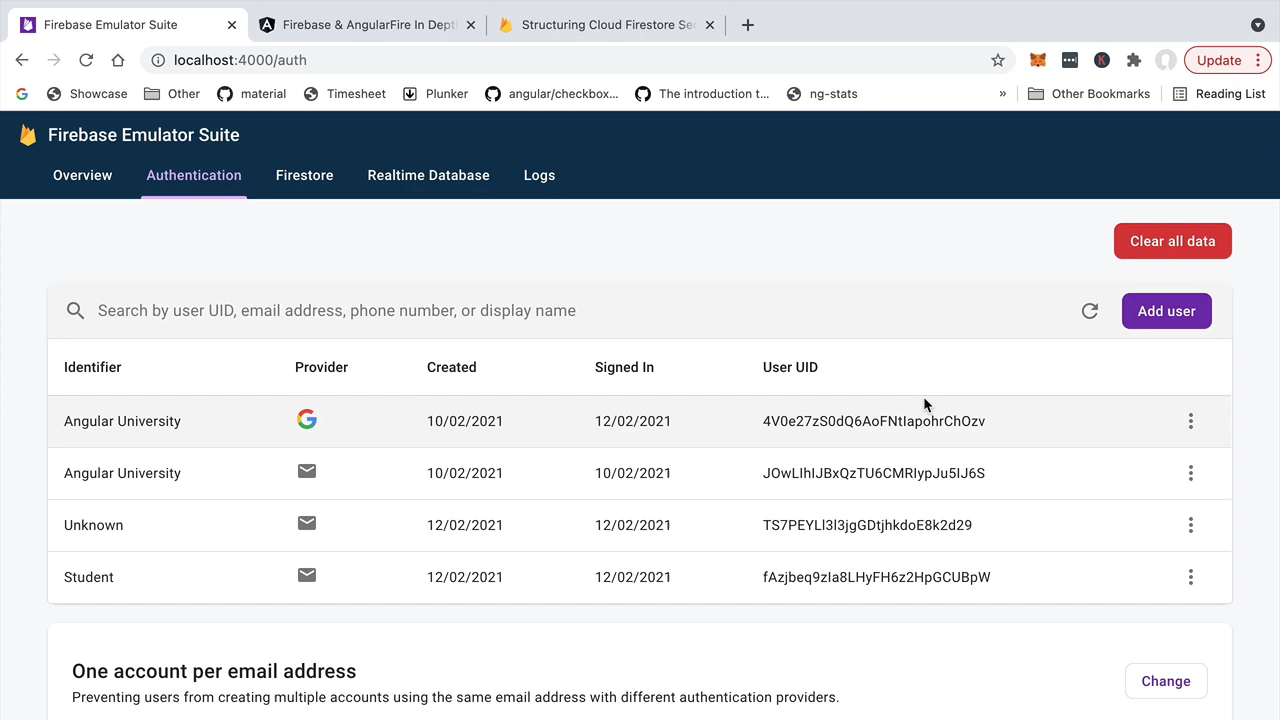 Firebase Emulator Suite
Firebase & AngularFire In Dept
Structuring Cloud Firestore Sec
localhost:4000/auth
Update
Showcase Other material Timesheet Plunker angular/checkbox... The introduction t... ng-stats » Other Bookmarks Reading List
Firebase Emulator Suite
Overview Authentication Firestore Realtime Database Logs
Clear all data
Search by user UID, email address, phone number, or display name
Add user
Identifier Provider Created Signed In User UID
Angular University 10/02/2021 12/02/2021 4V0e27zS0dQ6AoFNtIapohrChOzv
Angular University 10/02/2021 10/02/2021 JOwLIhIJBxQzTU6CMRIypJu5IJ6S
Unknown 12/02/2021 12/02/2021 TS7PEYLl3l3jgGDtjhkdoE8k2d29
Student 12/02/2021 12/02/2021 fAzjbeq9zIa8LHyFH6z2HpGCUBpW
One account per email address
Preventing users from creating multiple accounts using the same email address with different authentication providers.
Change